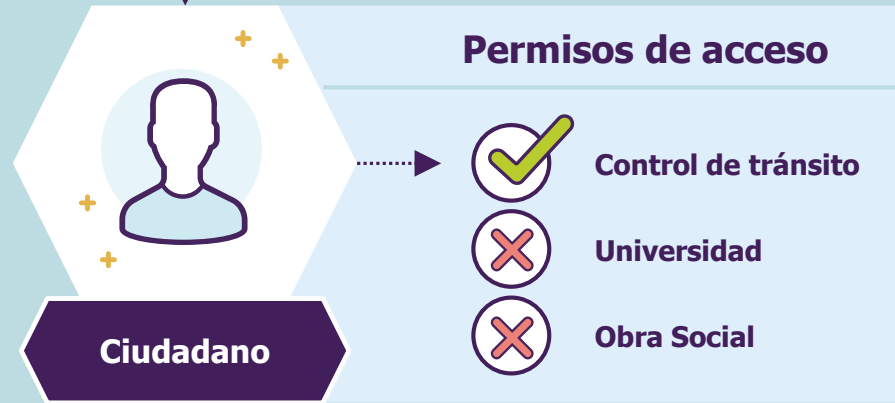 Permisos de acceso
Control de tránsito
Universidad
Obra Social
Ciudadano